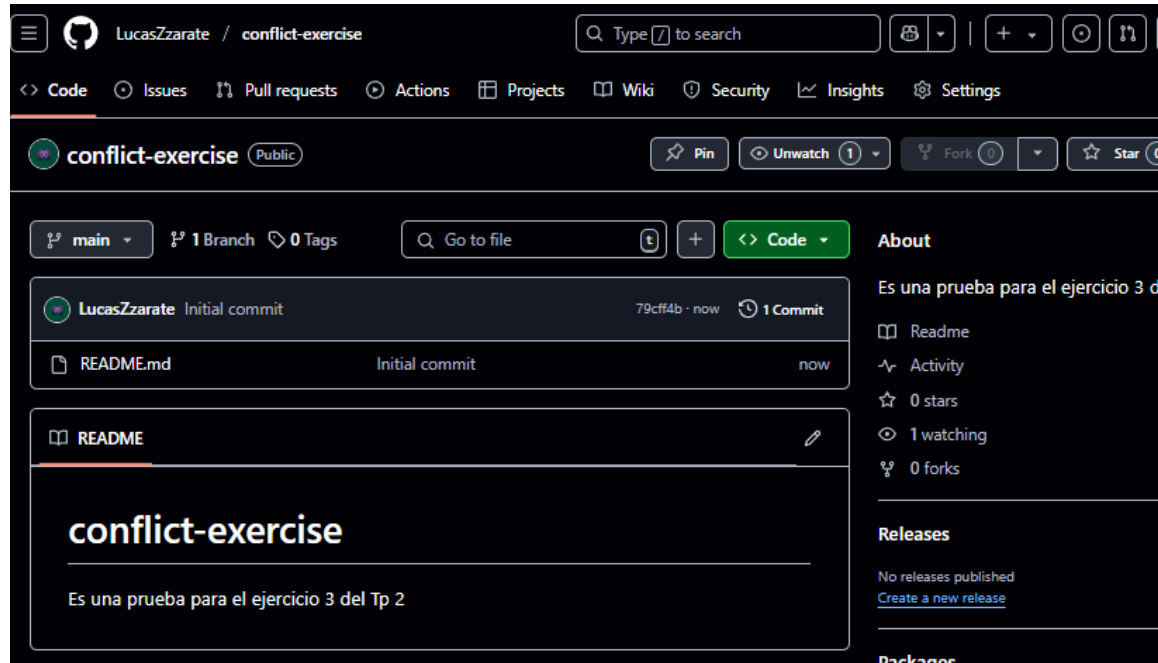 LucasZzarate / conflict-exercise Type / to search
Code Issues Pull requests Actions Projects Wiki Security Insights Settings
conflict-exercise Public Pin Unwatch 1 Fork 0 Star
main 1 Branch 0 Tags Go to file t Code
About
Es una prueba para el ejercicio 3
LucasZzarate Initial commit 79cff4b · now 1 Commit
README.md Initial commit now
Readme
Activity
0 stars
1 watching
0 forks
README
conflict-exercise
Es una prueba para el ejercicio 3 del Tp 2
Releases
No releases published
Create a new release
Packages